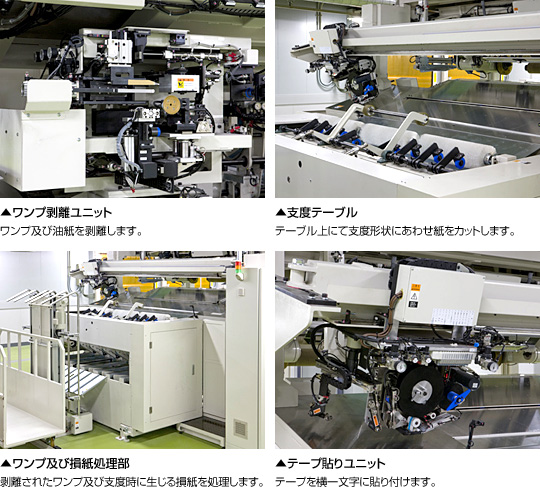 ▲ワンプ剥離ユニット
ワンプ及び油紙を剥離します。
▲支度テーブル
テーブル上にて支度形状にあわせ紙をカットします。
▲ワンプ及び損紙処理部
剥離されたワンプ及び支度時に生じる損紙を処理します。
▲テープ貼りユニット
テープを横一文字に貼り付けます。